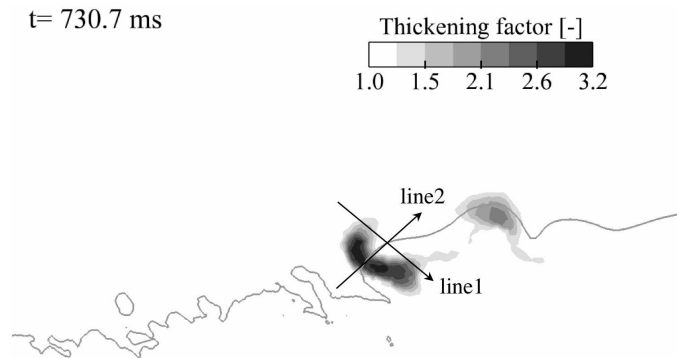 t= 730.7 ms
Thickening factor [-]
1.0 1.5 2.1 2.6 3.2
line2
line1